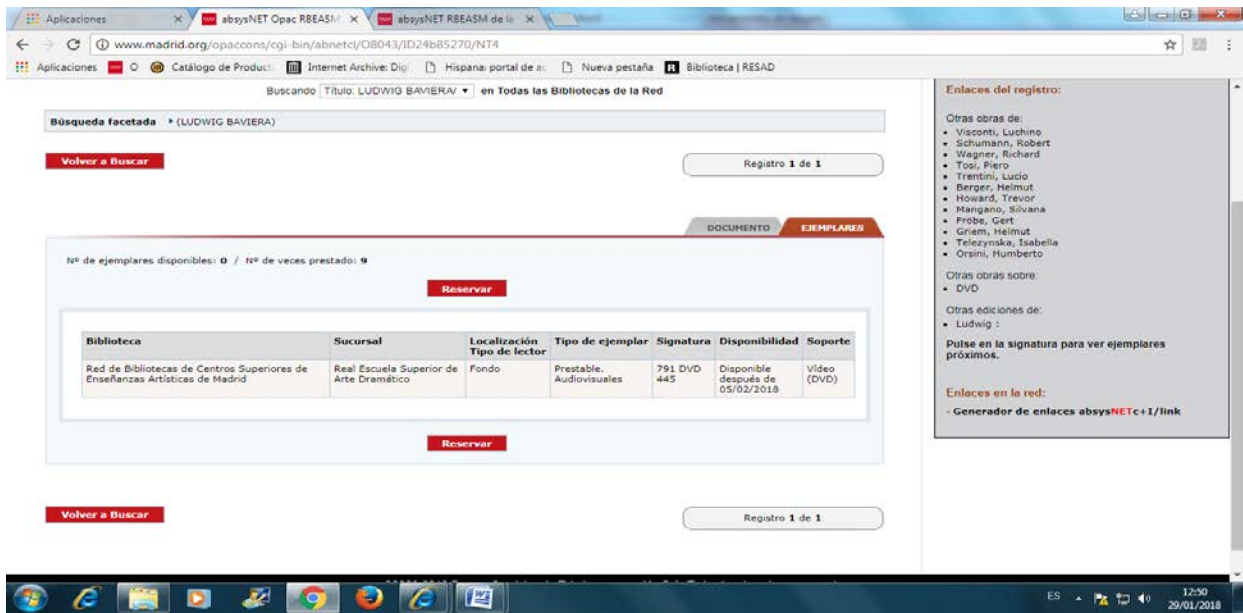 Aplicaciones
absysNET Opac RBEASM
absysNET RBEASM de l
www.madrid.org/opaccons/cgi-bin/abnetcl/O8043/ID24b85270/NT4
Aplicaciones O Catálogo de Product Internet Archive: Dig Hispana: portal de a Nueva pestaña R Biblioteca | RESAD
Buscando Título: LUDWIG BAVIERA/ en Todas las Bibliotecas de la Red
Búsqueda facetada (LUDWIG BAVIERA)
Volver a Buscar
Registro 1 de 1
DOCUMENTO EJEMPLARES
Nº de ejemplares disponibles: 0 / Nº de veces prestado: 9
Reservar
Biblioteca Sucursal Localización Tipo de ejemplar Signatura Disponibilidad Soporte
Tipo de lector
Red de Bibliotecas de Centros Superiores de Real Escuela Superior de Fondo Prestable. 791 DVD Disponible Vídeo
Enseñanzas Artísticas de Madrid Arte Dramático Audiovisuales 445 después de (DVD)
05/02/2018
Reservar
Volver a Buscar
Registro 1 de 1
Enlaces del registro:
Otras obras de:
• Visconti, Luchino
• Schumann, Robert
• Wagner, Richard
• Tosi, Piero
• Trentini, Lucio
• Berger, Helmut
• Howard, Trevor
• Mangano, Silvana
• Fröbe, Gert
• Griem, Helmut
• Telezynska, Isabella
• Orsini, Humberto
Otras obras sobre:
• DVD
Otras ediciones de:
• Ludwig :
Pulse en la signatura para ver ejemplares
próximos.
Enlaces en la red:
- Generador de enlaces absysNETc+I/link
ES
12:50
29/01/2018